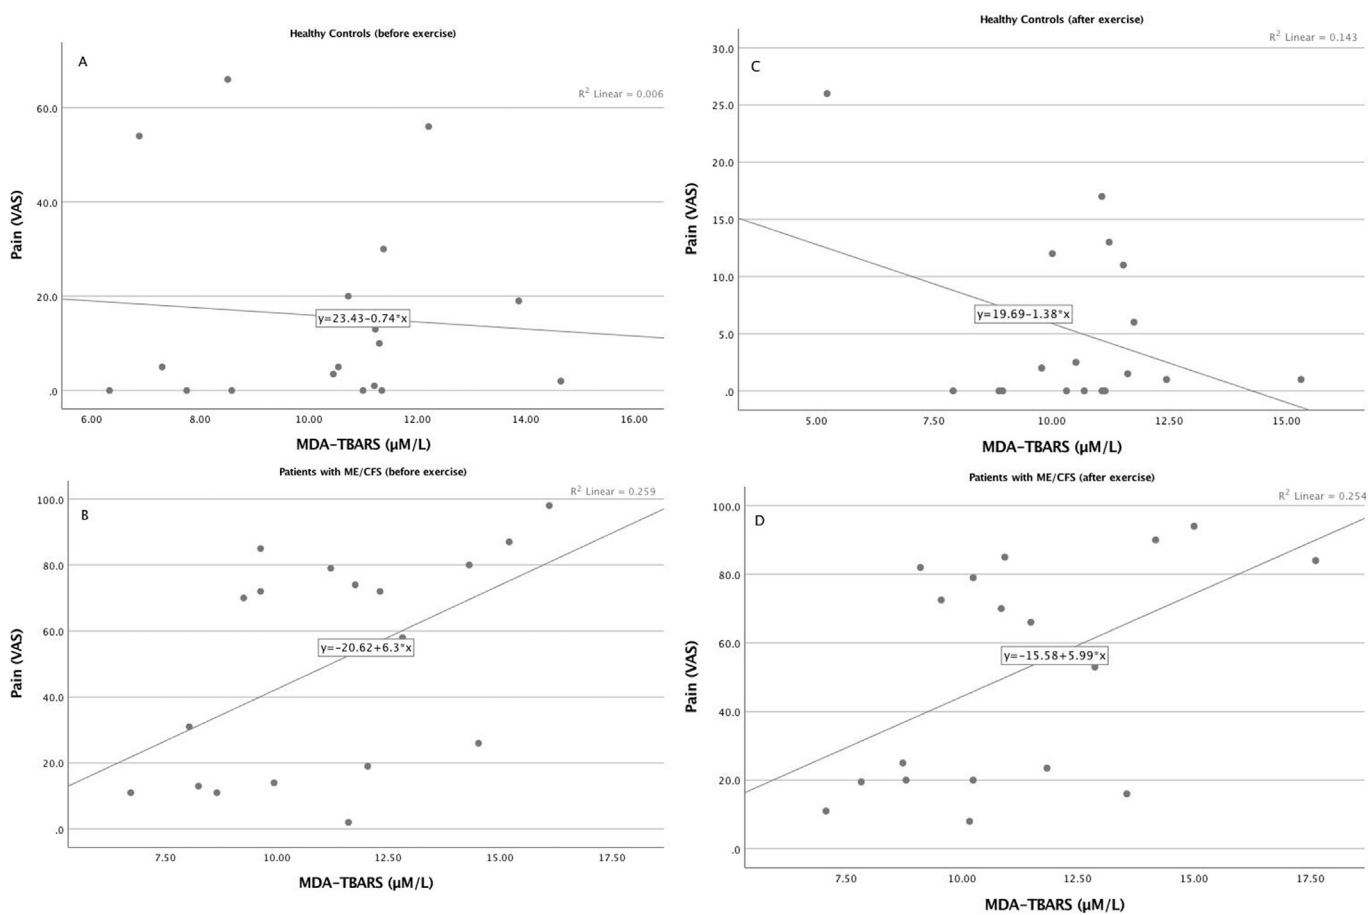 Healthy Controls (before exercise)
A
R² Linear = 0.006
60.0
40.0
20.0
.0
Pain (VAS)
y=23.43-0.74*x
6.00 8.00 10.00 12.00 14.00 16.00
MDA-TBARS (µM/L)
Healthy Controls (after exercise)
C
R² Linear = 0.143
30.0
25.0
20.0
15.0
10.0
5.0
.0
Pain (VAS)
y=19.69-1.38*x
5.00 7.50 10.00 12.50 15.00
MDA-TBARS (µM/L)
Patients with ME/CFS (before exercise)
B
R² Linear = 0.259
100.0
80.0
60.0
40.0
20.0
.0
Pain (VAS)
y=-20.62+6.3*x
7.50 10.00 12.50 15.00 17.50
MDA-TBARS (µM/L)
Patients with ME/CFS (after exercise)
D
R² Linear = 0.254
100.0
80.0
60.0
40.0
20.0
.0
Pain (VAS)
y=-15.58+5.99*x
7.50 10.00 12.50 15.00 17.50
MDA-TBARS (µM/L)